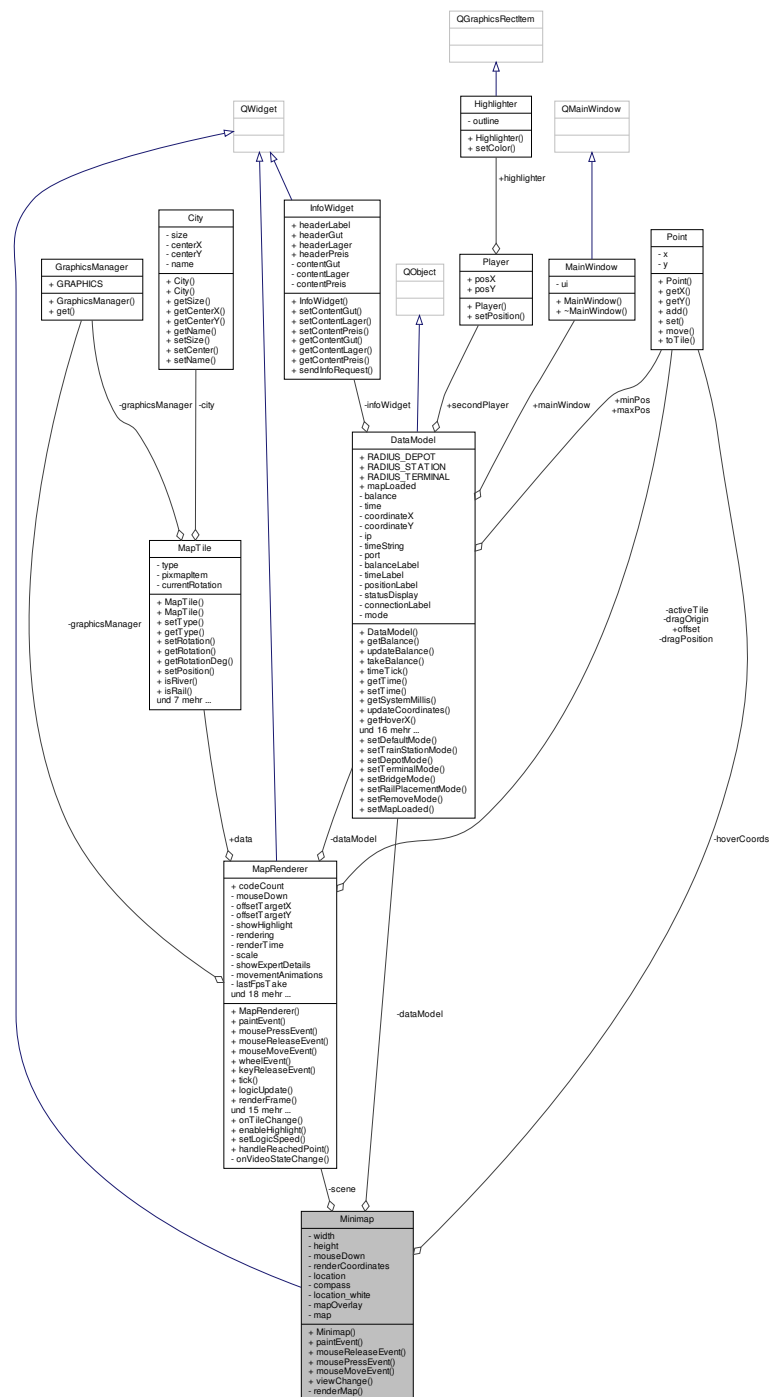 QGraphicsRectItem
QWidget
Highlighter
- outline
+ Highlighter()
+ setColor()
QMainWindow
+highlighter
InfoWidget
+ headerLabel
+ headerGut
+ headerLager
+ headerPreis
- contentGut
- contentLager
- contentPreis
+ InfoWidget()
+ setContentGut()
+ setContentLager()
+ setContentPreis()
+ getContentGut()
+ getContentLager()
+ getContentPreis()
+ sendInfoRequest()
City
- size
- centerX
- centerY
- name
+ City()
+ City()
+ getSize()
+ getCenterX()
+ getCenterY()
+ getName()
+ setSize()
+ setCenter()
+ setName()
GraphicsManager
+ GRAPHICS
+ GraphicsManager()
+ get()
QObject
Player
+ posX
+ posY
+ Player()
+ setPosition()
MainWindow
- ui
+ MainWindow()
+ ~MainWindow()
Point
- x
- y
+ Point()
+ getX()
+ getY()
+ add()
+ set()
+ move()
+ toTile()
-graphicsManager
-city
-infoWidget
+secondPlayer
+mainWindow
+minPos
+maxPos
DataModel
+ RADIUS_DEPOT
+ RADIUS_STATION
+ RADIUS_TERMINAL
+ mapLoaded
- balance
- time
- coordinateX
- coordinateY
- ip
- timeString
- port
- balanceLabel
- timeLabel
- positionLabel
- statusDisplay
- connectionLabel
- mode
+ DataModel()
+ getBalance()
+ updateBalance()
+ takeBalance()
+ timeTick()
+ getTime()
+ setTime()
+ getSystemMillis()
+ updateCoordinates()
+ getHoverX()
und 16 mehr ...
+ setDefaultMode()
+ setTrainStationMode()
+ setDepotMode()
+ setTerminalMode()
+ setBridgeMode()
+ setRailPlacementMode()
+ setRemoveMode()
+ setMapLoaded()
MapTile
- type
- pixmapItem
- currentRotation
+ MapTile()
+ MapTile()
+ setType()
+ getType()
+ setRotation()
+ getRotation()
+ getRotationDeg()
+ setPosition()
+ isRiver()
+ isRail()
und 7 mehr ...
-graphicsManager
-activeTile
-dragOrigin
+offset
-dragPosition
+data
-dataModel
-hoverCoords
MapRenderer
+ codeCount
- mouseDown
- offsetTargetX
- offsetTargetY
- showHighlight
- rendering
- renderTime
- scale
- showExpertDetails
- movementAnimations
- lastFpsTake
und 18 mehr ...
+ MapRenderer()
+ paintEvent()
+ mousePressEvent()
+ mouseReleaseEvent()
+ mouseMoveEvent()
+ wheelEvent()
+ keyReleaseEvent()
+ tick()
+ logicUpdate()
+ renderFrame()
und 15 mehr ...
+ onTileChange()
+ enableHighlight()
+ setLogicSpeed()
+ handleReachedPoint()
- onVideoStateChange()
-dataModel
-scene
Minimap
- width
- height
- mouseDown
- renderCoordinates
- location
- compass
- location_white
- mapOverlay
- map
+ Minimap()
+ paintEvent()
+ mouseReleaseEvent()
+ mousePressEvent()
+ mouseMoveEvent()
+ viewChange()
- renderMap()